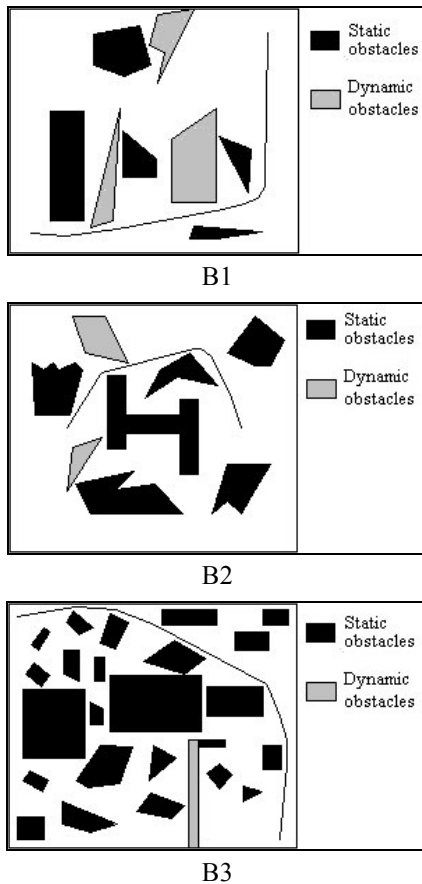 Static
obstacles
Dynamic
obstacles
B1
Static
obstacles
Dynamic
obstacles
B2
Static
obstacles
Dynamic
obstacles
B3